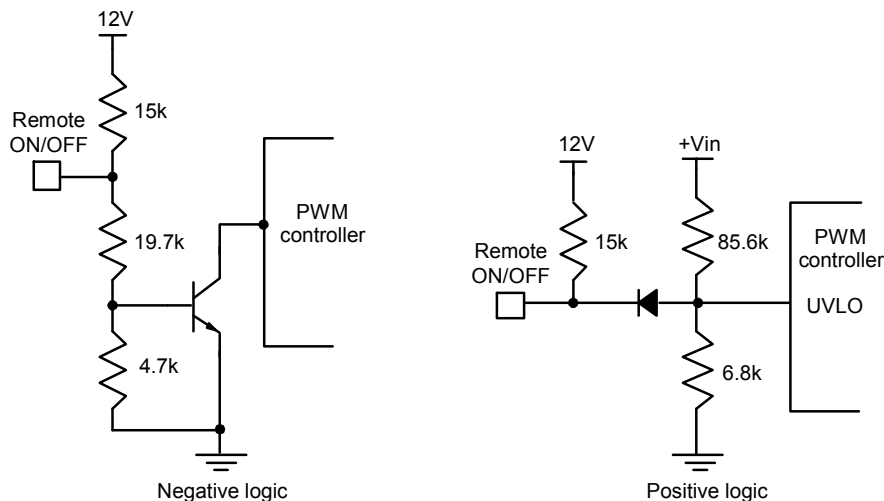 12V
15k
Remote
ON/OFF
19.7k
4.7k
PWM
controller
Negative logic
12V
+Vin
15k
85.6k
Remote
ON/OFF
PWM
controller
UVLO
6.8k
Positive logic